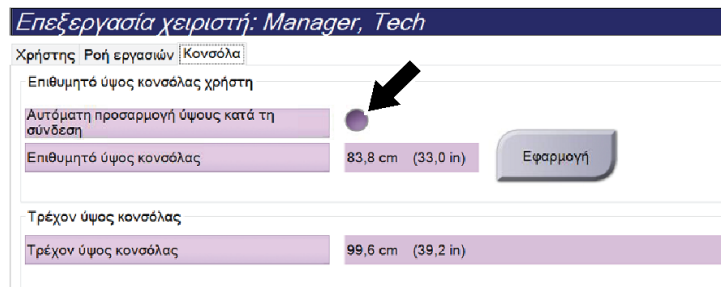 Επεξεργασία χειριστή: Manager, Tech
Χρήστης Ροή εργασιών Κονσόλα
Επιθυμητό ύψος κονσόλας χρήστη
Αυτόματη προσαρμογή ύψους κατά τη
σύνδεση
Επιθυμητό ύψος κονσόλας 83,8 cm (33,0 in) Εφαρμογή
Τρέχον ύψος κονσόλας
Τρέχον ύψος κονσόλας 99,6 cm (39,2 in)